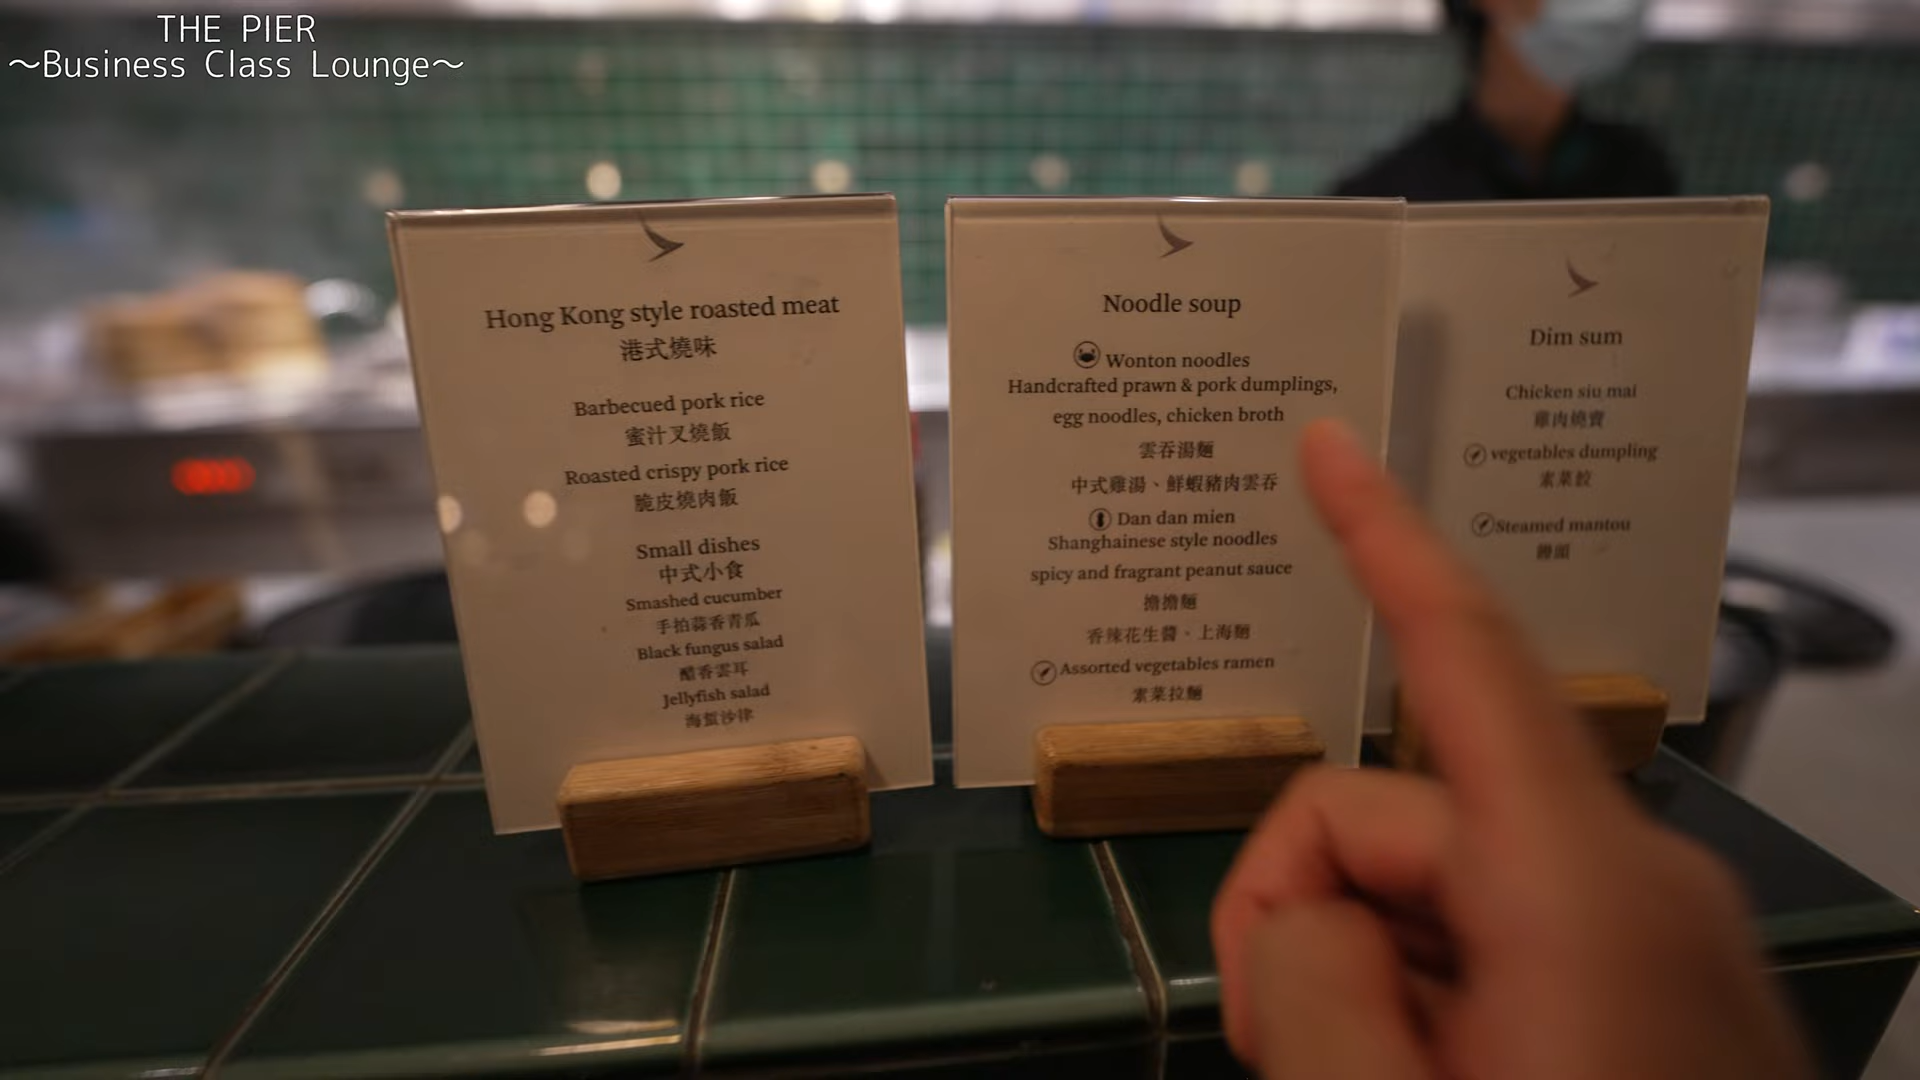 THE PIER
～Business Class Lounge～
Hong Kong style roasted meat
港式燒味
Barbecued pork rice
蜜汁叉燒飯
Roasted crispy pork rice
脆皮燒肉飯
Small dishes
中式小食
Smashed cucumber
手拍蒜香青瓜
Black fungus salad
醋香雲耳
Jellyfish salad
海蜇沙律
Noodle soup
Wonton noodles
Handcrafted prawn & pork dumplings,
egg noodles, chicken broth
雲吞湯麵
中式雞湯、鮮蝦豬肉雲吞
Dan dan mien
Shanghainese style noodles
spicy and fragrant peanut sauce
擔擔麵
香辣花生醬、上海麵
Assorted vegetables ramen
素菜拉麵
Dim sum
Chicken siu mai
雞肉燒賣
vegetables dumpling
素菜餃
Steamed mantou
饅頭